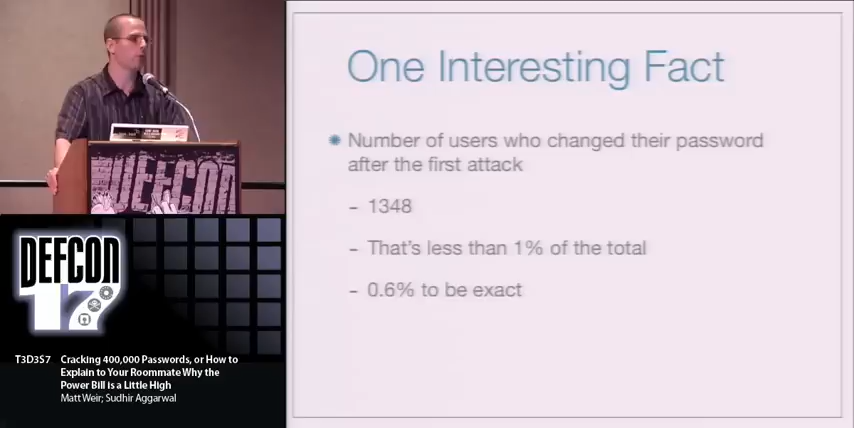 One Interesting Fact
Number of users who changed their password
after the first attack
- 1348
- That's less than 1% of the total
- 0.6% to be exact
DEFCON
DEFCON
17
T3D3S7 Cracking 400,000 Passwords, or How to
Explain to Your Roommate Why the
Power Bill is a Little High
Matt Weir; Sudhir Aggarwal